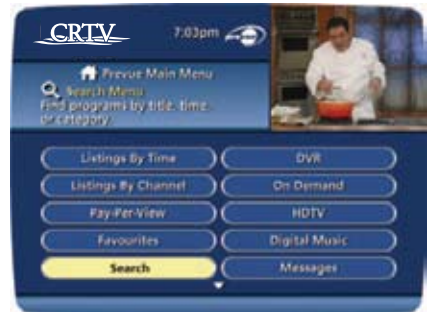 CRTV
7:03pm
Prevue Main Menu
Search Menu
Find programs by title, time,
or category.
Listings By Time
DVR
Listings By Channel
On Demand
Pay-Per-View
HDTV
Favourites
Digital Music
Search
Messages